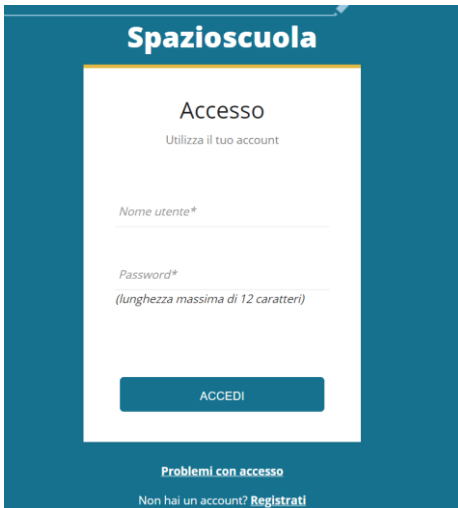 Spazioscuola
Accesso
Utilizza il tuo account
Nome utente*
Password*
(lunghezza massima di 12 caratteri)
ACCEDI
Problemi con accesso
Non hai un account? Registrati